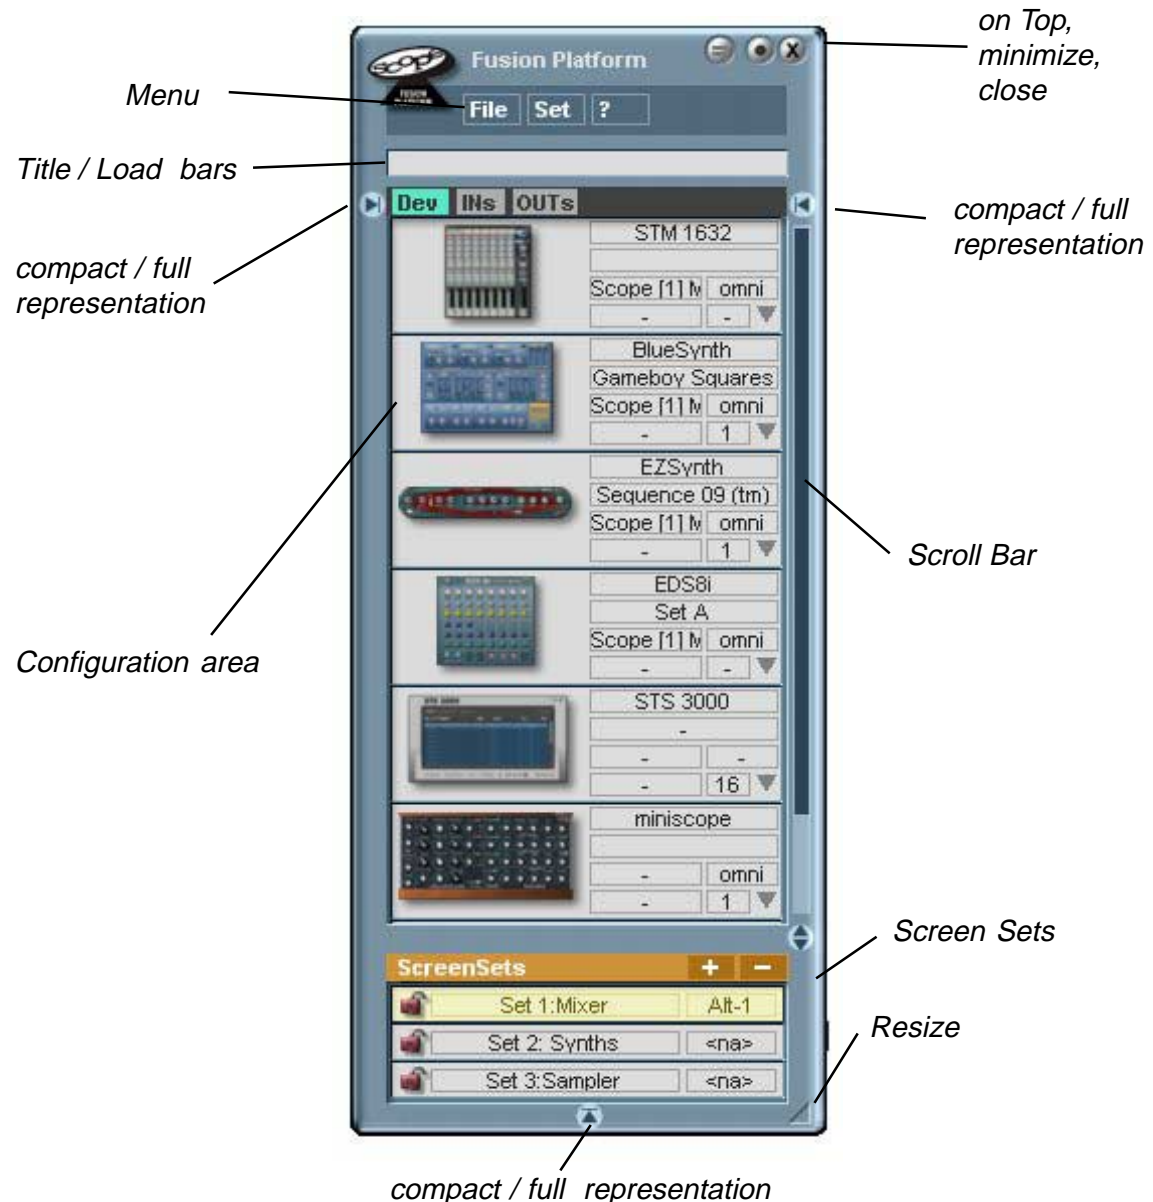 on Top,
minimize,
close
scope
Fusion Platform
Menu
File Set ?
Title / Load bars
Dev INs OUTs
compact / full
representation
compact / full
representation
STM 1632
Scope [1] M omni
- -
BlueSynth
Gameboy Squares
Scope [1] M omni
- 1
EZSynth
Sequence 09 (tm)
Scope [1] M omni
- 1
Scroll Bar
EDS8i
Set A
Scope [1] M omni
- -
Configuration area
STS 3000
-
- -
- 16
miniscope
- omni
- 1
Screen Sets
ScreenSets + -
Set 1:Mixer Alt-1
Resize
Set 2: Synths <na>
Set 3:Sampler <na>
compact / full representation